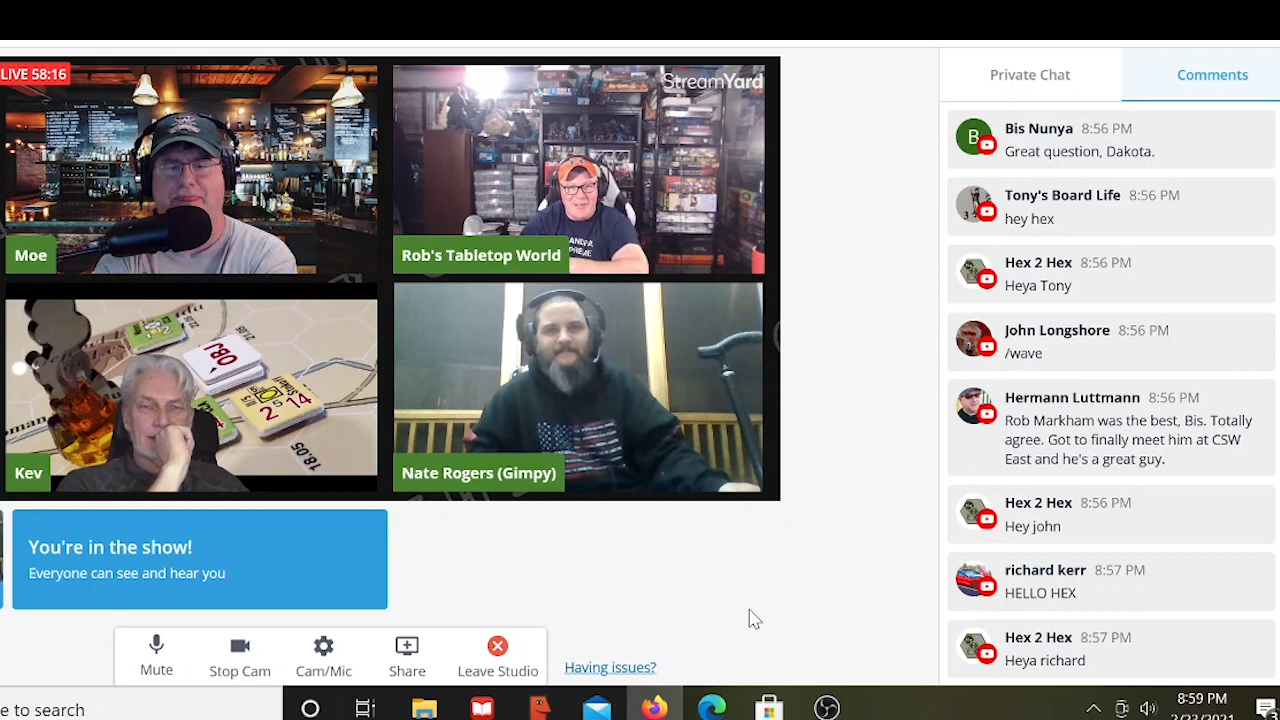 LIVE 58:16
StreamYard
Private Chat
Comments
Moe
Rob's Tabletop World
OBJ
2 14
18.05
Kev
Nate Rogers (Gimpy)
You're in the show!
Everyone can see and hear you
Mute
Stop Cam
Cam/Mic
Share
Leave Studio
Having issues?
Bis Nunya 8:56 PM
Great question, Dakota.
Tony's Board Life 8:56 PM
hey hex
Hex 2 Hex 8:56 PM
Heya Tony
John Longshore 8:56 PM
/wave
Hermann Luttmann 8:56 PM
Rob Markham was the best, Bis. Totally
agree. Got to finally meet him at CSW
East and he's a great guy.
Hex 2 Hex 8:56 PM
Hey john
richard kerr 8:57 PM
HELLO HEX
Hex 2 Hex 8:57 PM
Heya richard
e to search
8:59 PM